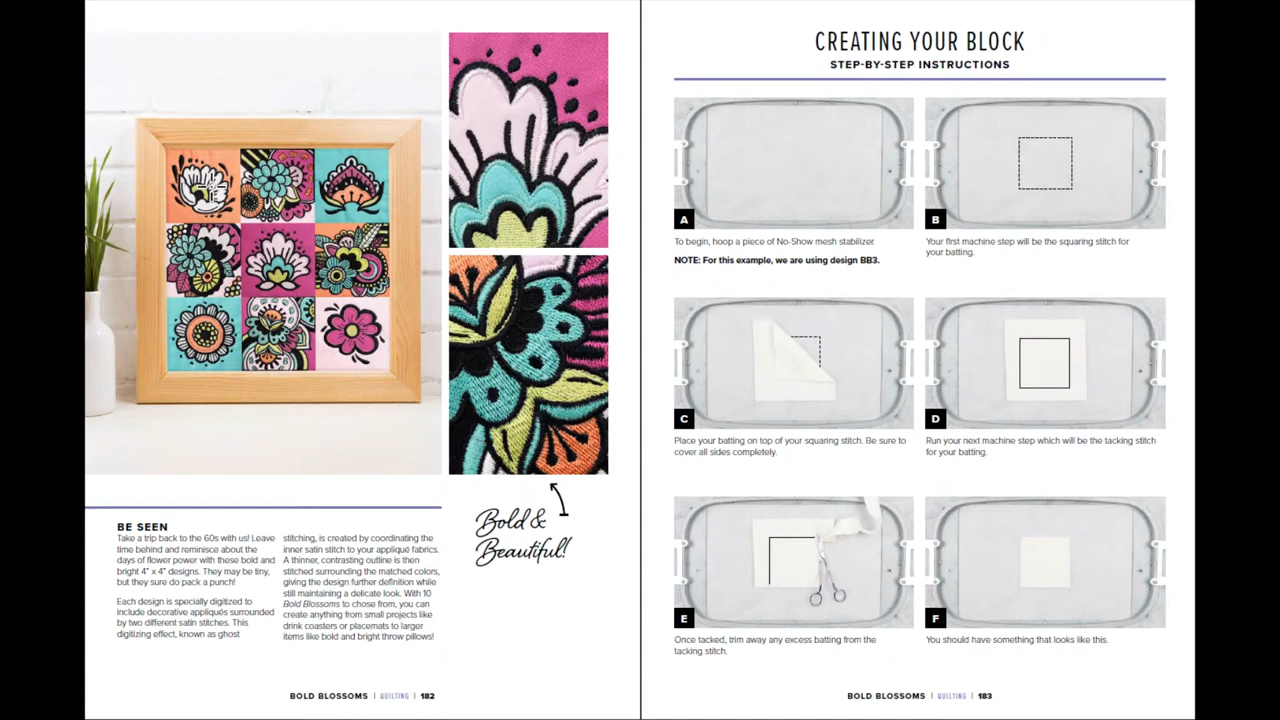 BE SEEN
Take a trip back to the 60s with us! Leave
time behind and reminisce about the
days of flower power with these bold and
bright 4" x 4" designs. They may be tiny,
but they sure do pack a punch!
Each design is specially digitized to
include decorative appliqués surrounded
by two different satin stitches. This
digitizing effect, known as ghost
stitching, is created by coordinating the
inner satin stitch to your appliqué fabrics.
A thinner, contrasting outline is then
stitched surrounding the matched colors,
giving the design further definition while
still maintaining a delicate look. With 10
Bold Blossoms to chose from, you can
create anything from small projects like
drink coasters or placemats to larger
items like bold and bright throw pillows!
Bold &
Beautiful!
BOLD BLOSSOMS | QUILTING | 182
CREATING YOUR BLOCK
STEP-BY-STEP INSTRUCTIONS
A
To begin, hoop a piece of No-Show mesh stabilizer.
NOTE: For this example, we are using design BB3.
B
Your first machine step will be the squaring stitch for
your batting.
C
Place your batting on top of your squaring stitch. Be sure to
cover all sides completely.
D
Run your next machine step which will be the tacking stitch
for your batting.
E
Once tacked, trim away any excess batting from the
tacking stitch.
F
You should have something that looks like this.
BOLD BLOSSOMS | QUILTING | 183